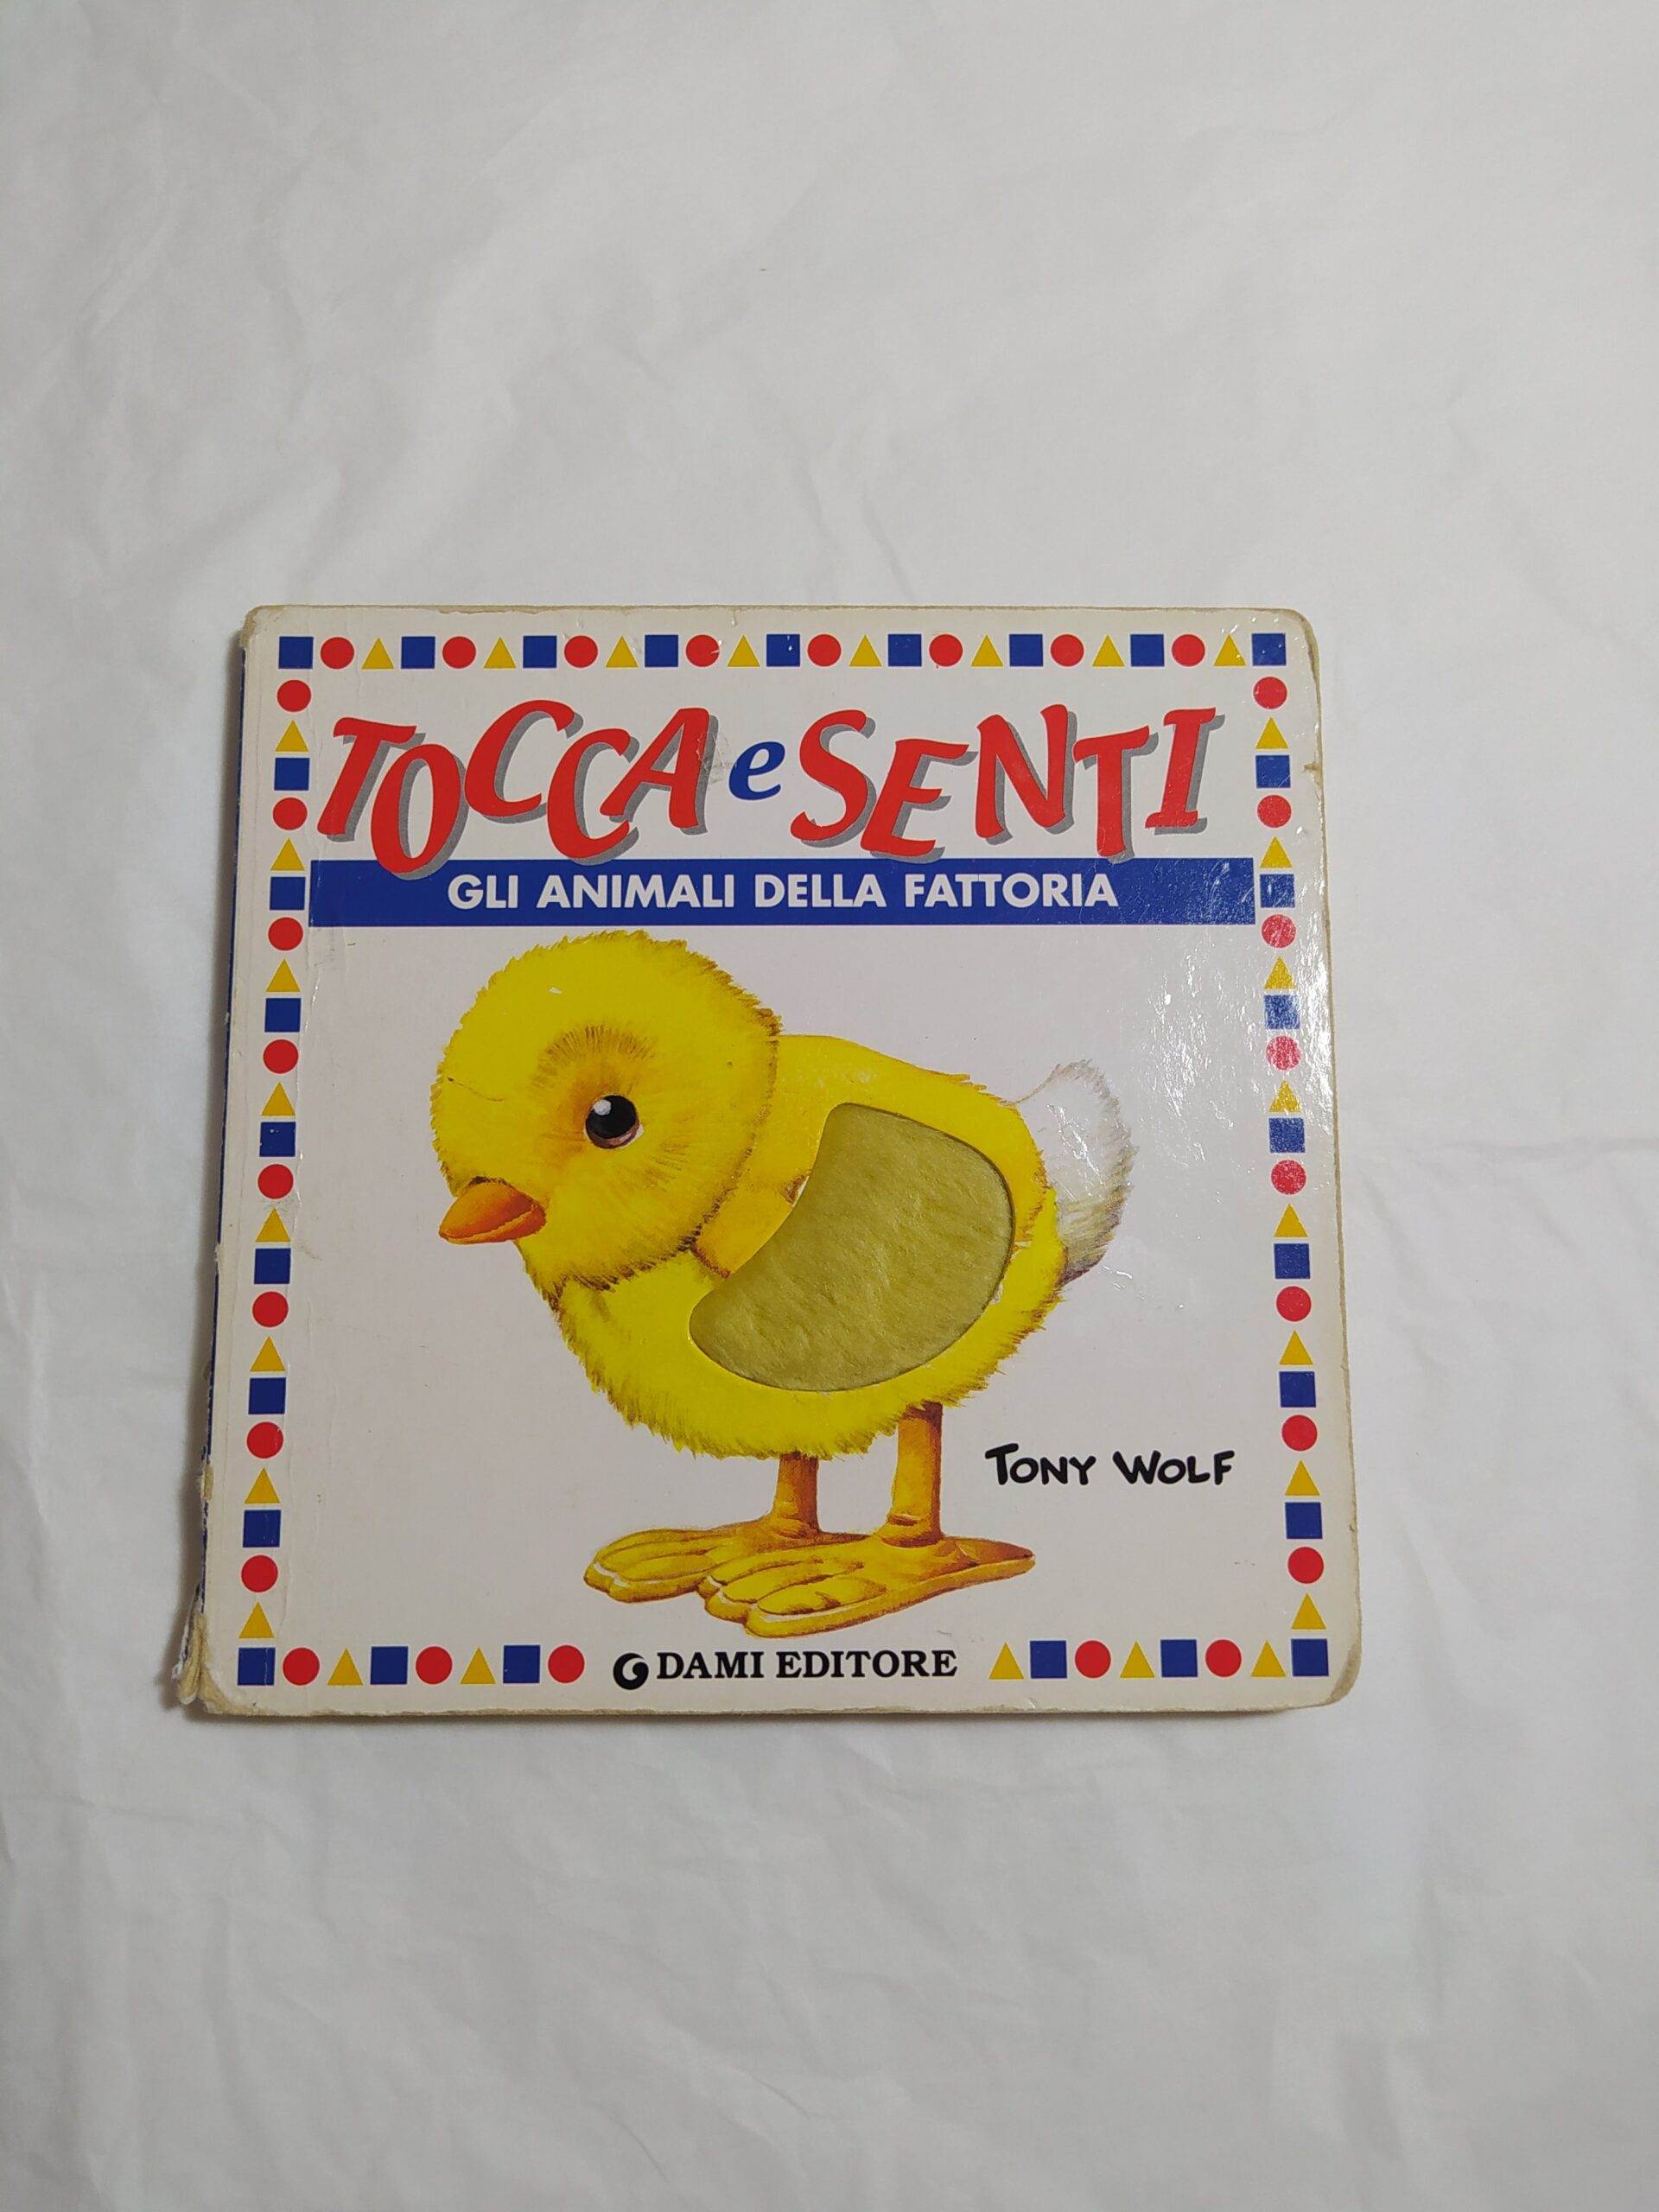 TOCCA e SENTI
GLI ANIMALI DELLA FATTORIA
TONY WOLF
DAMI EDITORE